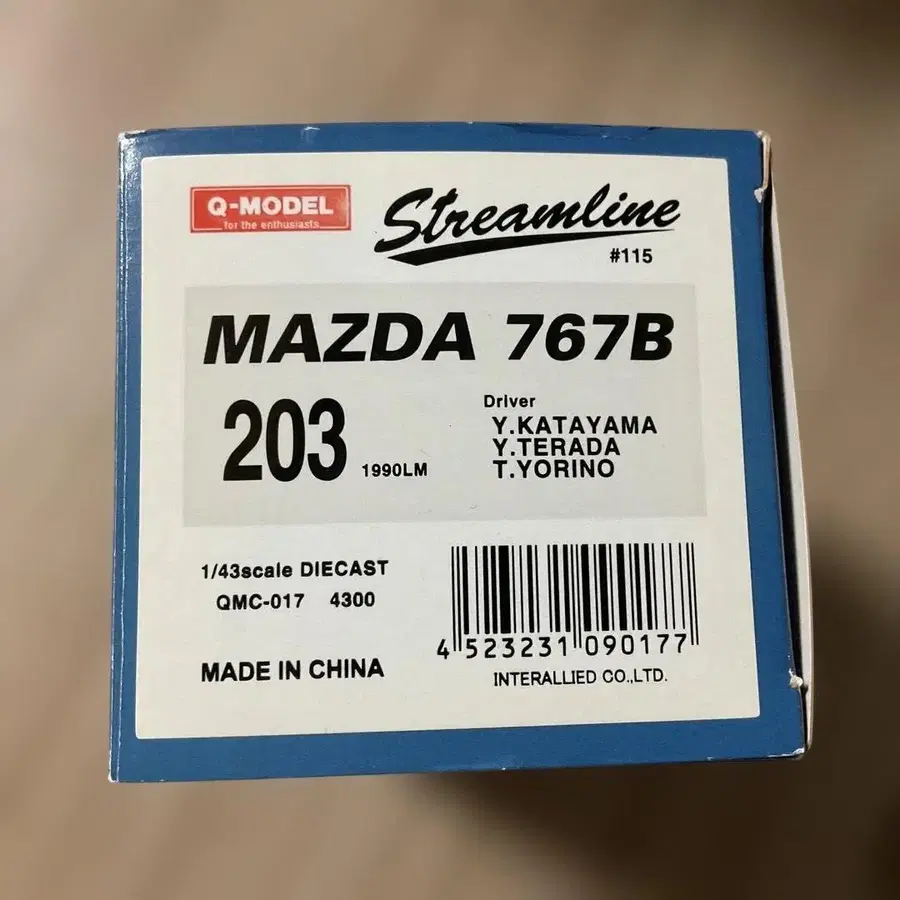 Q-MODEL
for the enthusiasts
Streamline
#115
MAZDA 767B
203 1990LM
Driver
Y.KATAYAMA
Y.TERADA
T.YORINO
1/43scale DIECAST
QMC-017 4300
MADE IN CHINA
4 523231 090177
INTERALLIED CO.,LTD.